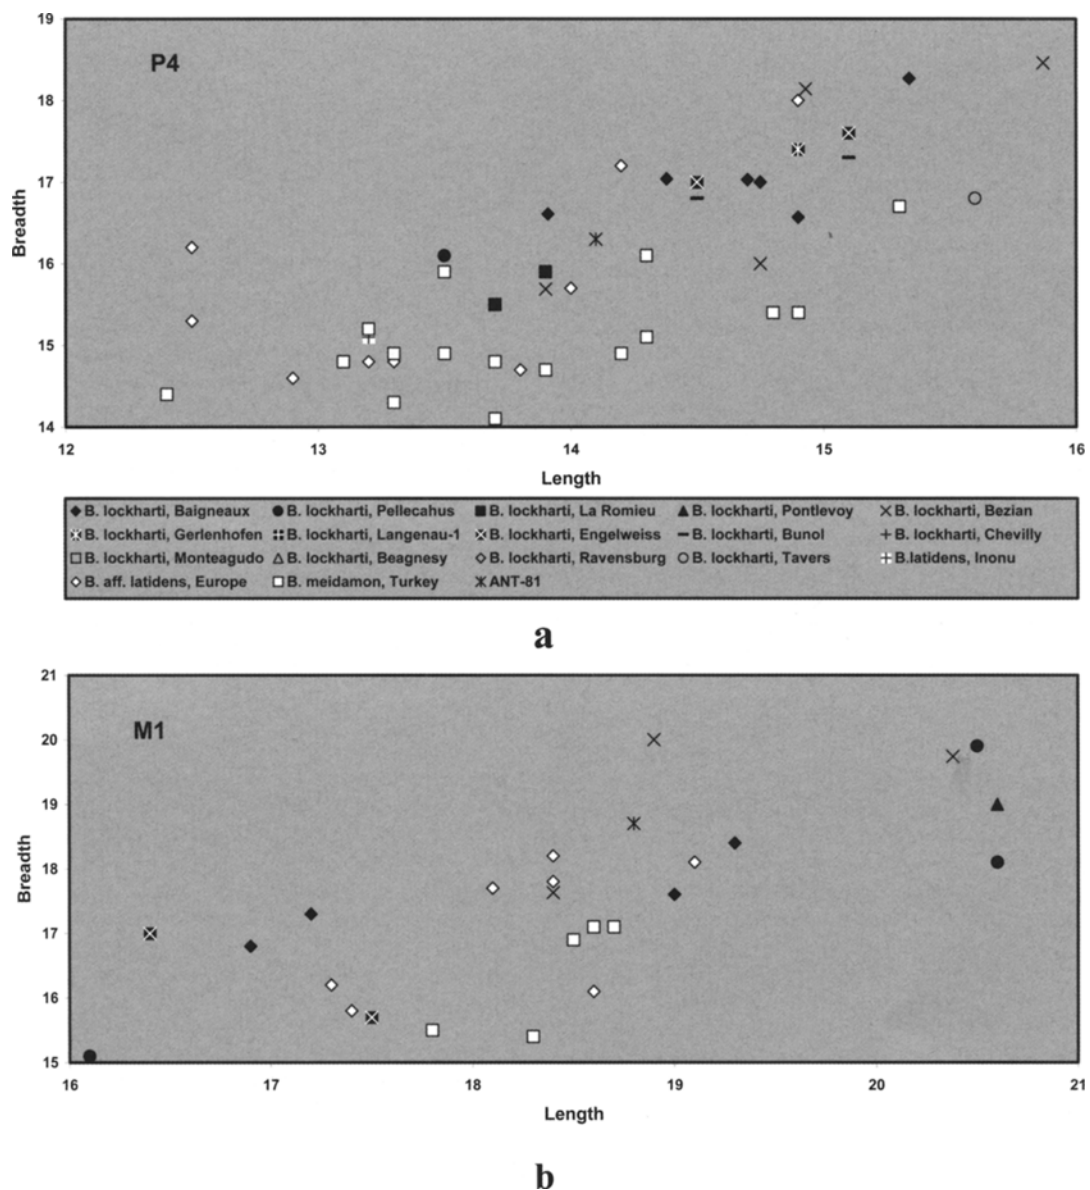 19
P4
18
17
Breadth
16
15
14
12 13 14 15 16
Length
B. lockharti, Baigneaux B. lockharti, Pellecahus B. lockharti, La Romieu B. lockharti, Pontlevoy B. lockharti, Bezian
B. lockharti, Gerlenhofen B. lockharti, Langenau-1 B. lockharti, Engelweiss B. lockharti, Bunol B. lockharti, Chevilly
B. lockharti, Monteagudo B. lockharti, Beagnesy B. lockharti, Ravensburg B. lockharti, Tavers B.latidens, Inonu
B. aff. latidens, Europe B. meidamon, Turkey ANT-81
a
21
M1
20
19
Breadth
18
17
16
15
16 17 18 19 20 21
Length
b